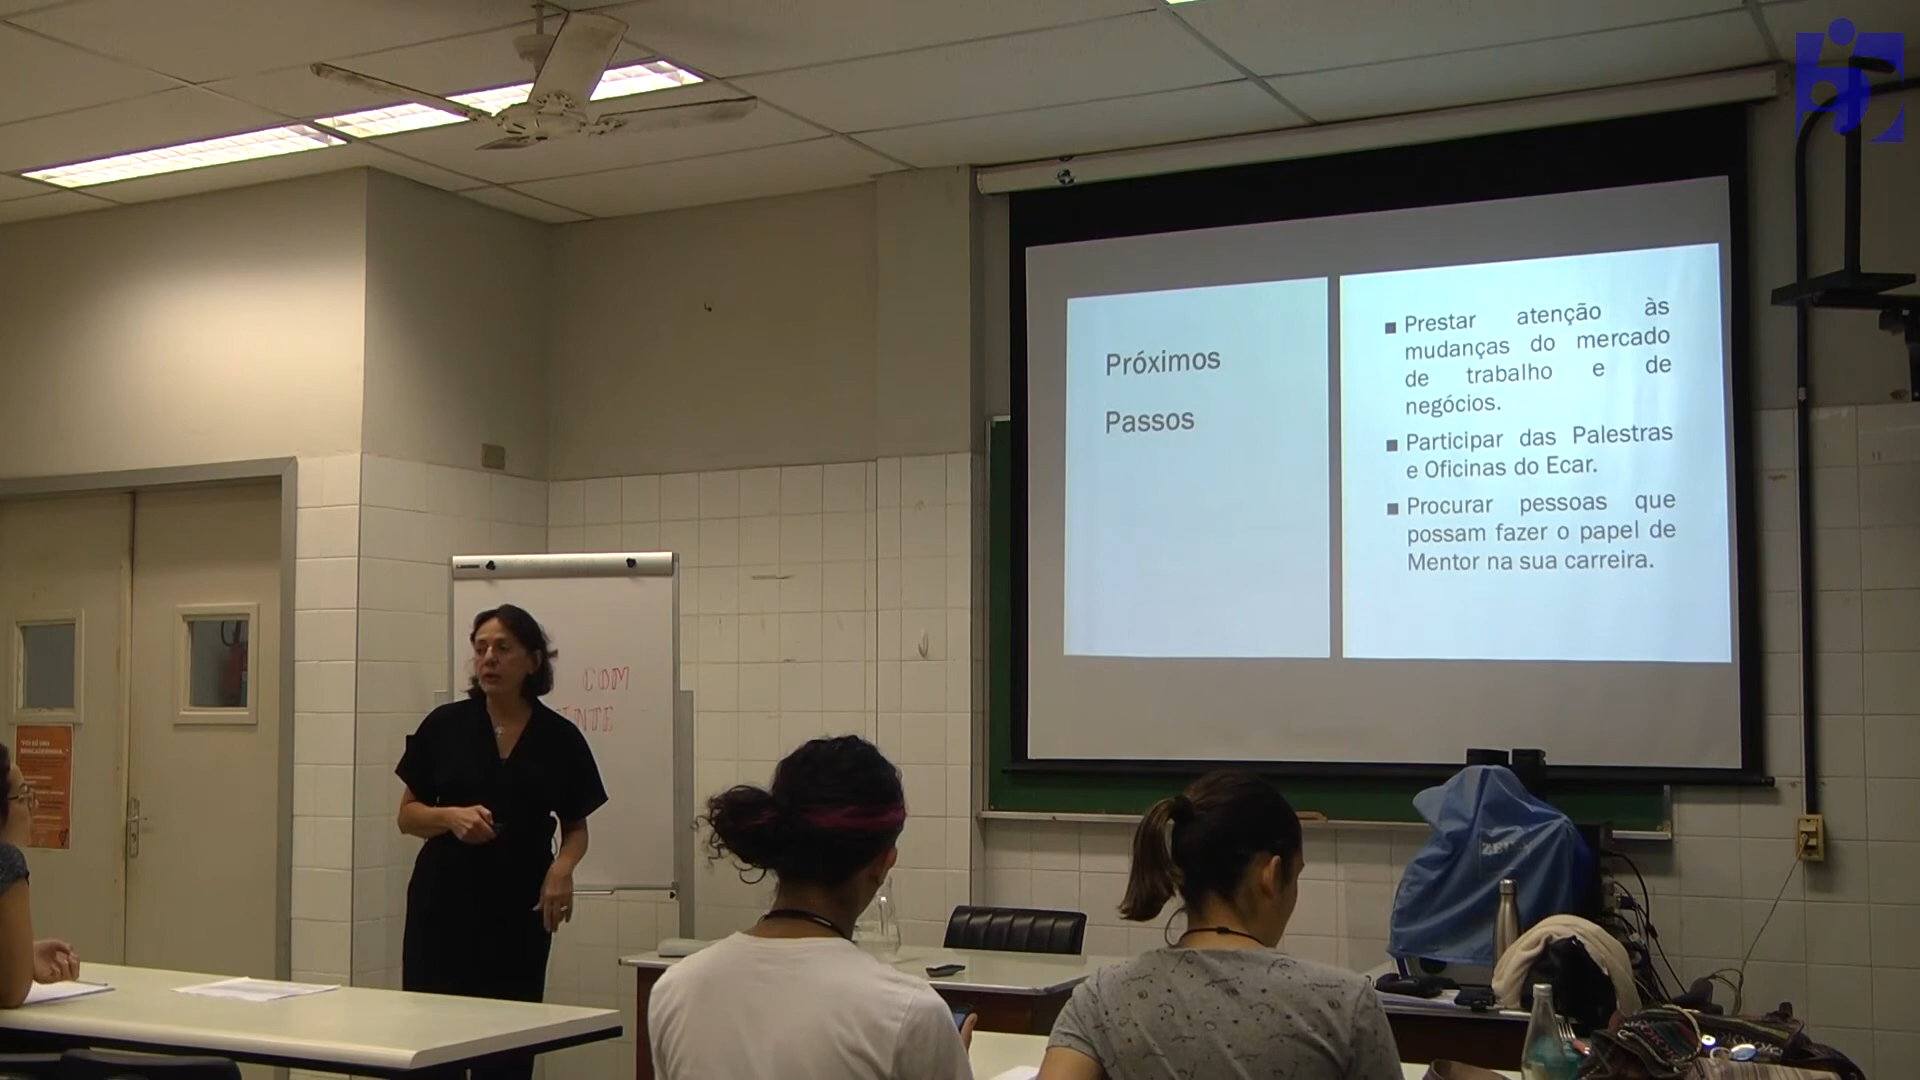 Próximos
Passos
■ Prestar atenção às
mudanças do mercado
de trabalho e de
negócios.
■ Participar das Palestras
e Oficinas do Ecar.
■ Procurar pessoas que
possam fazer o papel de
Mentor na sua carreira.
COM